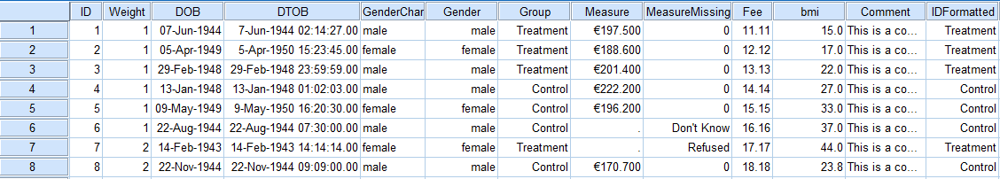 ID Weight DOB DTOB GenderChar Gender Group Measure MeasureMissing Fee bmi Comment IDFormatted
1 1 1 07-Jun-1944 7-Jun-1944 02:14:27.00 male male Treatment €197.500 0 11.11 15.0 This is a co... Treatment
2 2 1 05-Apr-1949 5-Apr-1950 15:23:45.00 female female Treatment €188.600 0 12.12 17.0 This is a co... Treatment
3 3 1 29-Feb-1948 29-Feb-1948 23:59:59.00 male male Treatment €201.400 0 13.13 22.0 This is a co... Treatment
4 4 1 13-Jan-1948 13-Jan-1948 01:02:03.00 male male Control €222.200 0 14.14 27.0 This is a co... Control
5 5 1 09-May-1949 9-May-1950 16:20:30.00 female female Control €196.200 0 15.15 33.0 This is a co... Control
6 6 1 22-Aug-1944 22-Aug-1944 07:30:00.00 male male Control . Don't Know 16.16 37.0 This is a co... Control
7 7 2 14-Feb-1943 14-Feb-1943 14:14:14.00 female female Treatment . Refused 17.17 44.0 This is a co... Treatment
8 8 2 22-Nov-1944 22-Nov-1944 09:09:00.00 male male Control €170.700 0 18.18 23.8 This is a co... Control